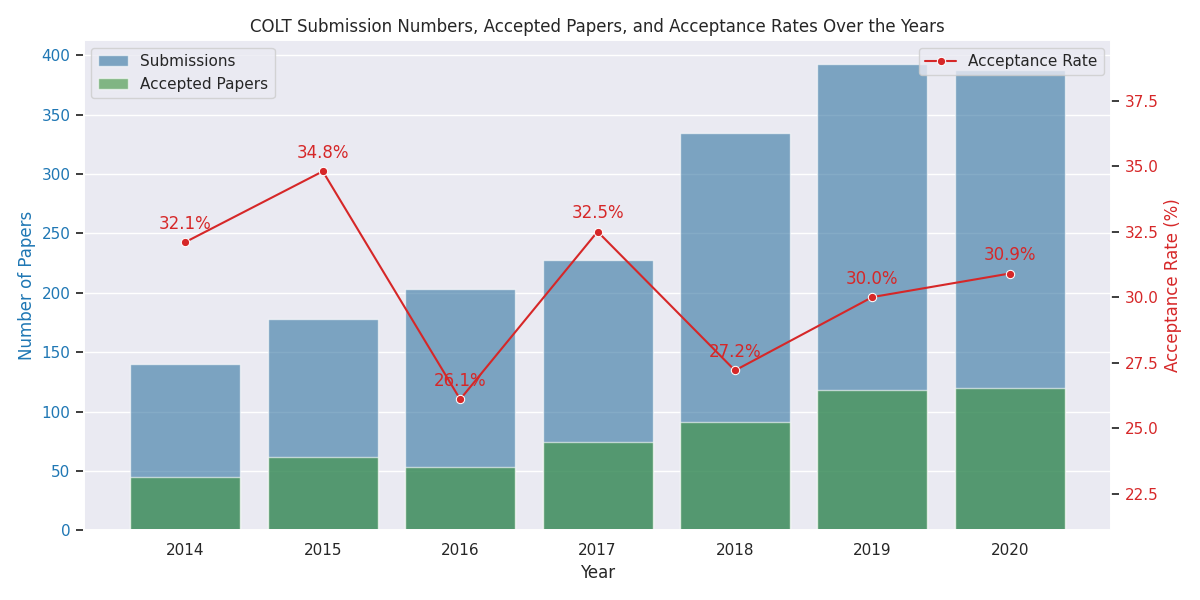 COLT Submission Numbers, Accepted Papers, and Acceptance Rates Over the Years
Submissions
Accepted Papers
Acceptance Rate
400
350
300
250
200
150
100
50
0
Number of Papers
37.5
35.0
32.5
30.0
27.5
25.0
22.5
Acceptance Rate (%)
32.1%
34.8%
26.1%
32.5%
27.2%
30.0%
30.9%
2014 2015 2016 2017 2018 2019 2020
Year